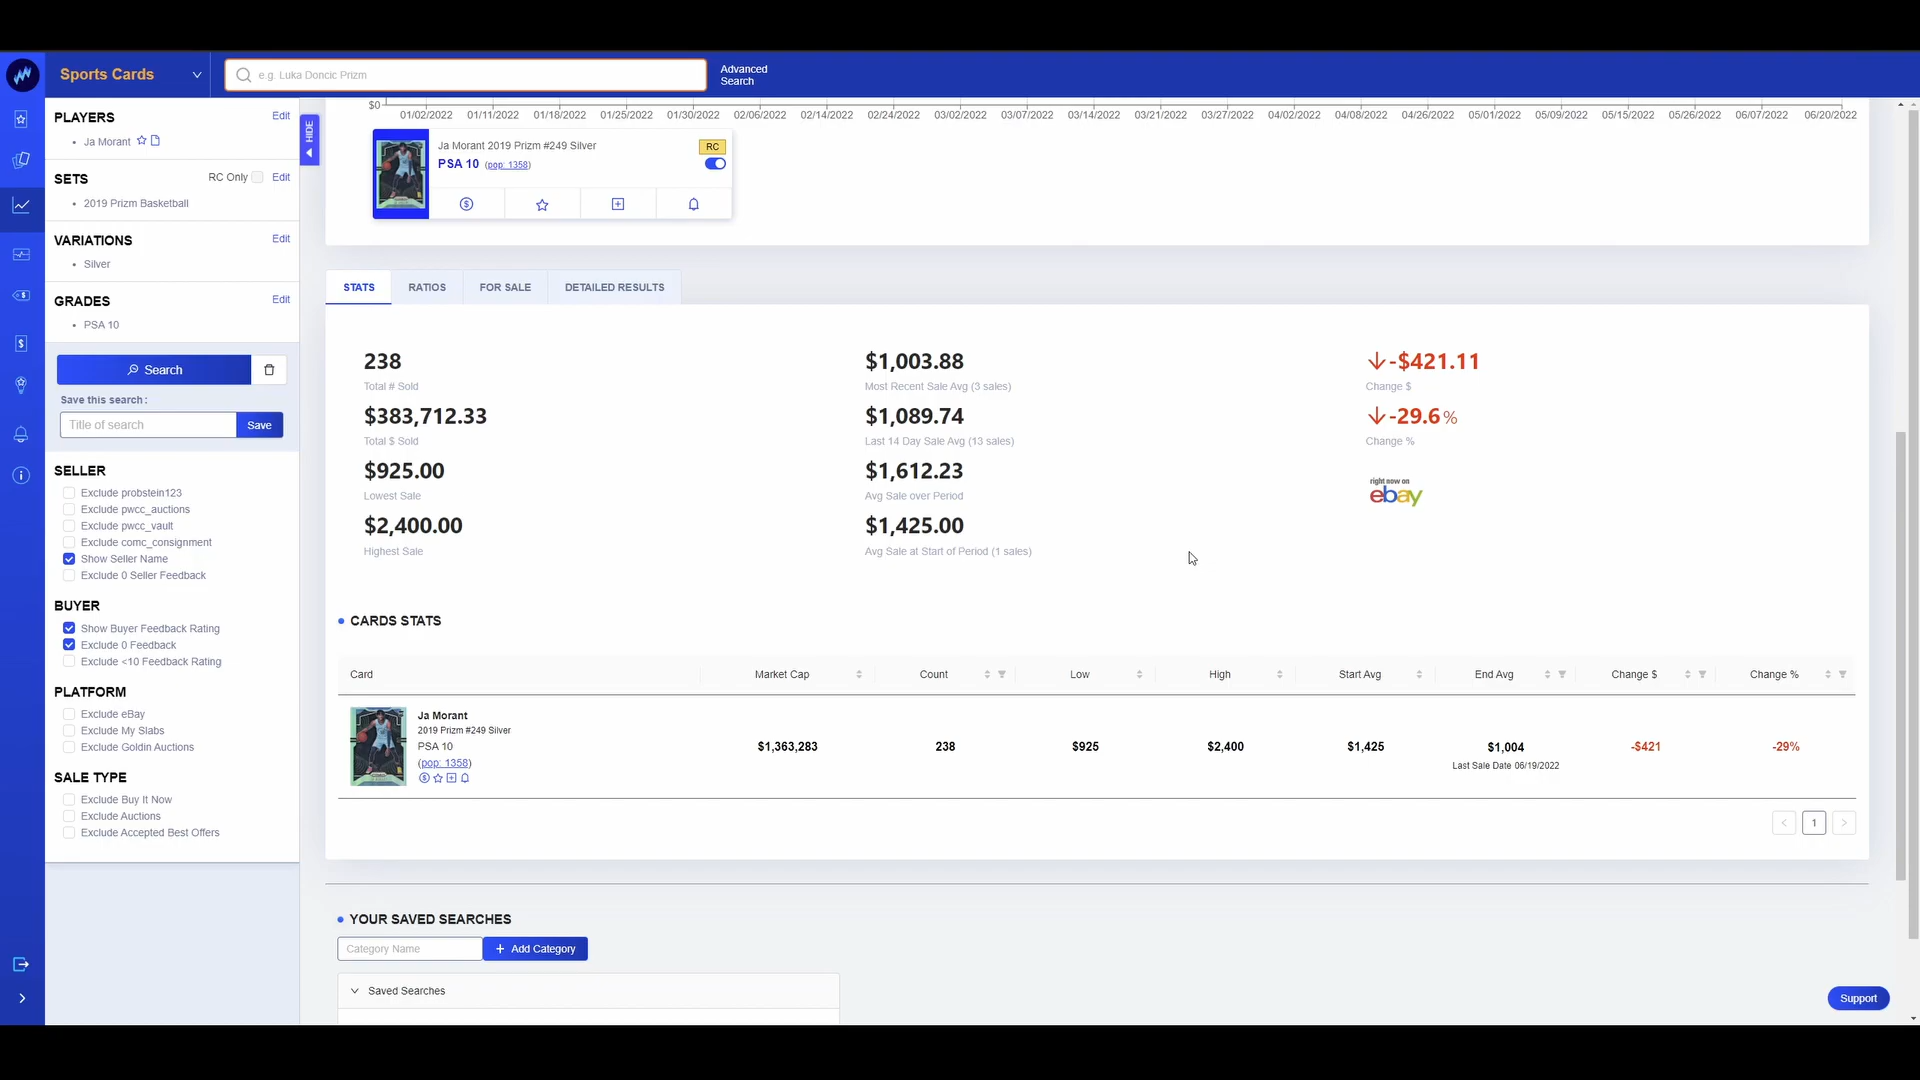 Sports Cards
e.g. Luka Doncic Prizm
Advanced
Search
PLAYERS
Edit
Ja Morant
SETS
RC Only
Edit
2019 Prizm Basketball
VARIATIONS
Edit
Silver
GRADES
Edit
PSA 10
Search
Save this search:
Title of search
Save
SELLER
Exclude probstein123
Exclude pwcc_auctions
Exclude pwcc_vault
Exclude comc_consignment
Show Seller Name
Exclude 0 Seller Feedback
BUYER
Show Buyer Feedback Rating
Exclude 0 Feedback
Exclude <10 Feedback Rating
PLATFORM
Exclude eBay
Exclude My Slabs
Exclude Goldin Auctions
SALE TYPE
Exclude Buy It Now
Exclude Auctions
Exclude Accepted Best Offers
HIDE
$0
01/02/2022 01/11/2022 01/18/2022 01/25/2022 01/30/2022 02/06/2022 02/14/2022 02/24/2022 03/02/2022 03/07/2022 03/14/2022 03/21/2022 03/27/2022 04/02/2022 04/08/2022 04/26/2022 05/01/2022 05/09/2022 05/15/2022 05/26/2022 06/07/2022 06/20/2022
Ja Morant 2019 Prizm #249 Silver
RC
PSA 10 (pop: 1358)
STATS RATIOS FOR SALE DETAILED RESULTS
238
Total # Sold
$383,712.33
Total $ Sold
$925.00
Lowest Sale
$2,400.00
Highest Sale
$1,003.88
Most Recent Sale Avg (3 sales)
$1,089.74
Last 14 Day Sale Avg (13 sales)
$1,612.23
Avg Sale over Period
$1,425.00
Avg Sale at Start of Period (1 sales)
-$421.11
Change $
-29.6 %
Change %
right now on
ebay
CARDS STATS
Card Market Cap Count Low High Start Avg End Avg Change $ Change %
Ja Morant
2019 Prizm #249 Silver
PSA 10
(pop: 1358)
$1,363,283 238 $925 $2,400 $1,425 $1,004 -$421 -29%
Last Sale Date 06/19/2022
1
YOUR SAVED SEARCHES
Category Name
+ Add Category
Saved Searches
Support